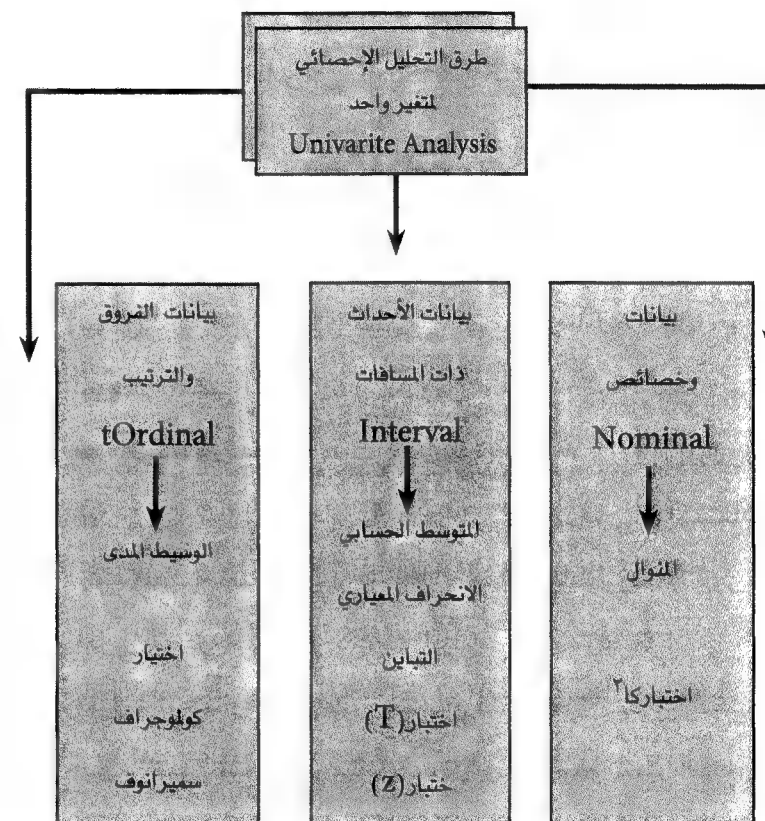 طرق التحليل الإحصائي
لمتغير واحد
Univarite Analysis
بيانات
وخصائص
Nominal
المنوال
اختباركا٢
بيانات الأحداث
ذات المسافات
Interval
المتوسط الحسابي
الانحراف المعياري
التباين
اختبار(T)
ختبار(z)
بيانات الفروق
والترتيب
tOrdinal
الوسيط المدى
اختيار
كولموجراف
سميرانوف